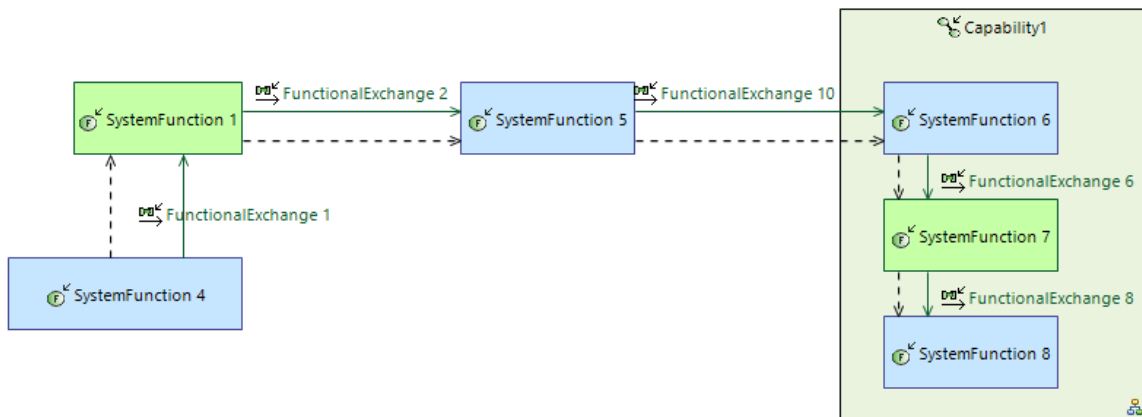 Capability1
FunctionalExchange 2
FunctionalExchange 10
SystemFunction 1
SystemFunction 5
SystemFunction 6
FunctionalExchange 6
FunctionalExchange 1
SystemFunction 7
SystemFunction 4
FunctionalExchange 8
SystemFunction 8